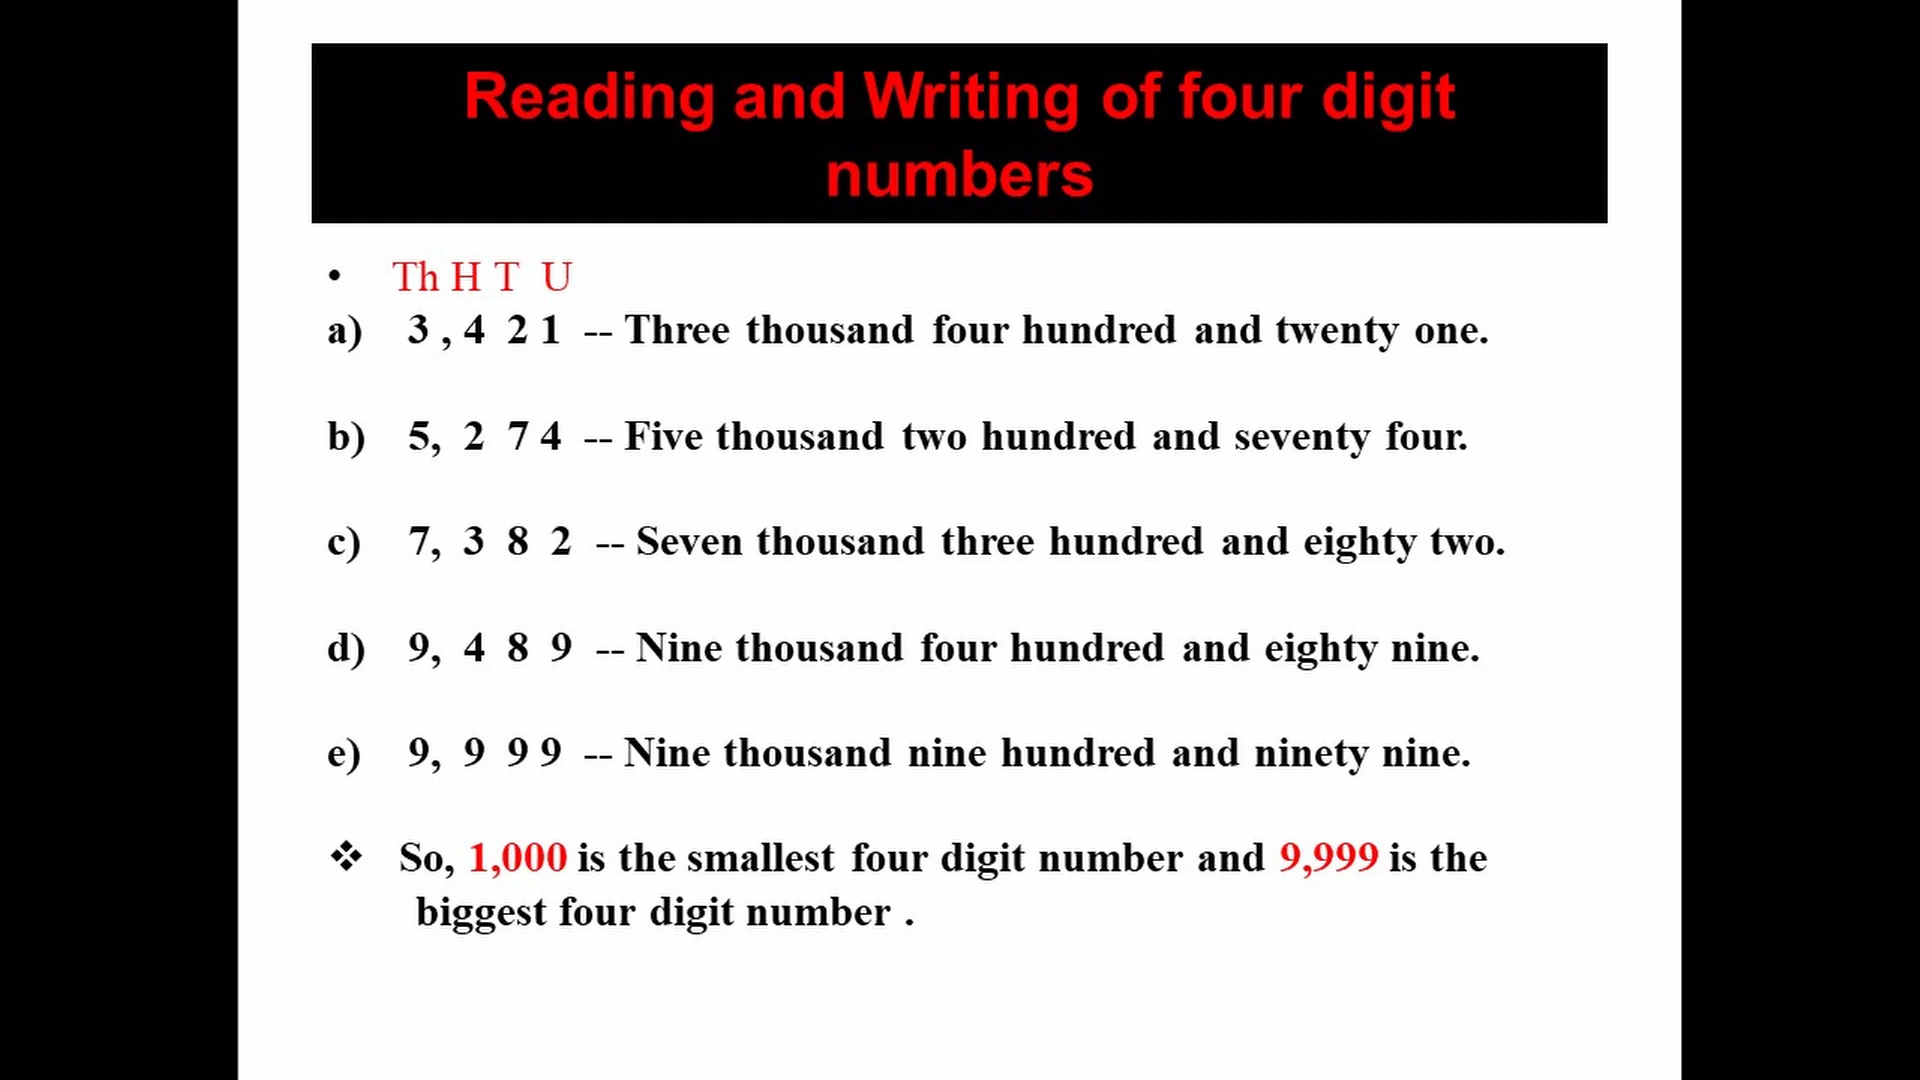 Reading and Writing of four digit
numbers
• Th H T U
a) 3 , 4 2 1 -- Three thousand four hundred and twenty one.
b) 5, 2 7 4 -- Five thousand two hundred and seventy four.
c) 7, 3 8 2 -- Seven thousand three hundred and eighty two.
d) 9, 4 8 9 -- Nine thousand four hundred and eighty nine.
e) 9, 9 9 9 -- Nine thousand nine hundred and ninety nine.
❖ So, 1,000 is the smallest four digit number and 9,999 is the
biggest four digit number .